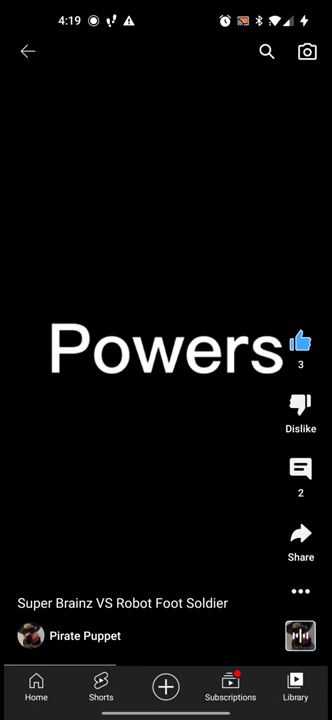 4:19
Powers
3
Dislike
2
Share
Super Brainz VS Robot Foot Soldier
Pirate Puppet
Home
Shorts
Subscriptions
Library